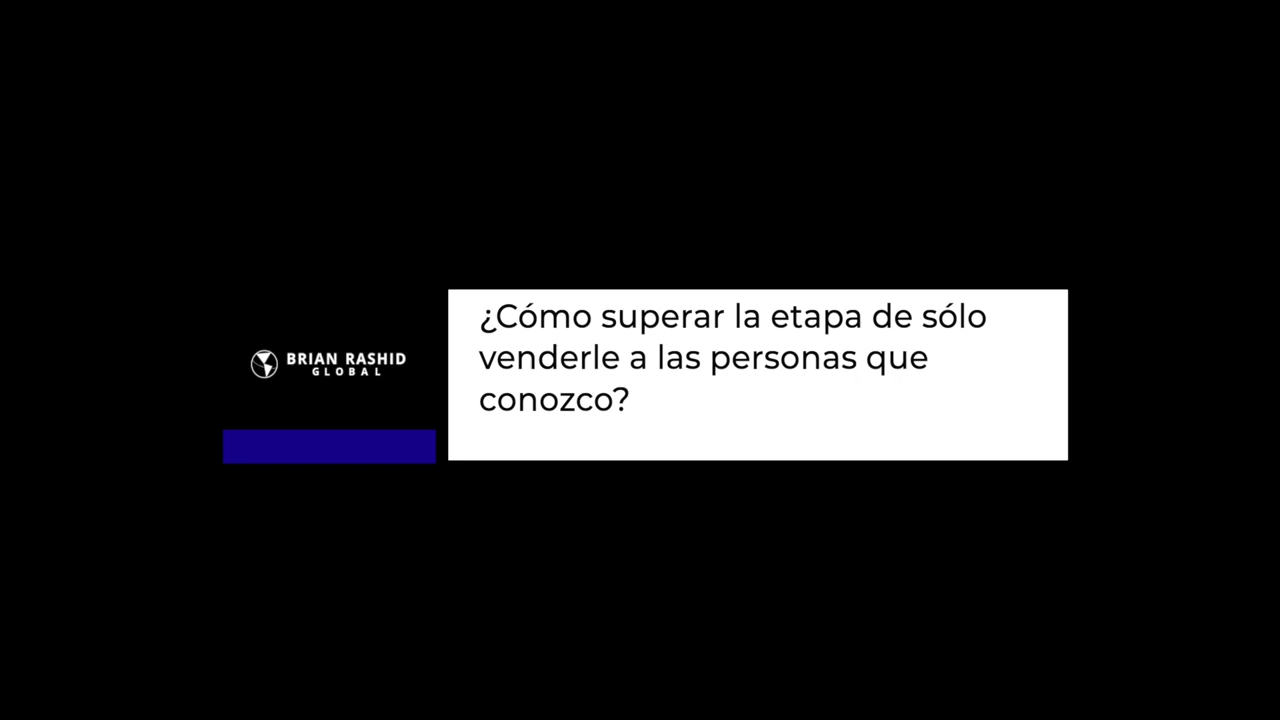 BRIAN RASHID
GLOBAL
¿Cómo superar la etapa de sólo
venderle a las personas que
conozco?